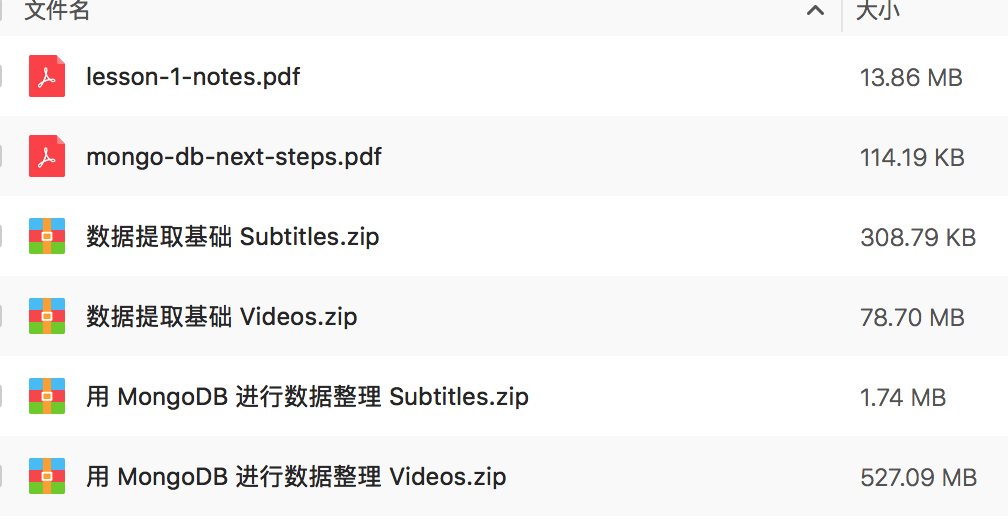 文件名 大小
lesson-1-notes.pdf 13.86 MB
mongo-db-next-steps.pdf 114.19 KB
数据提取基础 Subtitles.zip 308.79 KB
数据提取基础 Videos.zip 78.70 MB
用 MongoDB 进行数据整理 Subtitles.zip 1.74 MB
用 MongoDB 进行数据整理 Videos.zip 527.09 MB